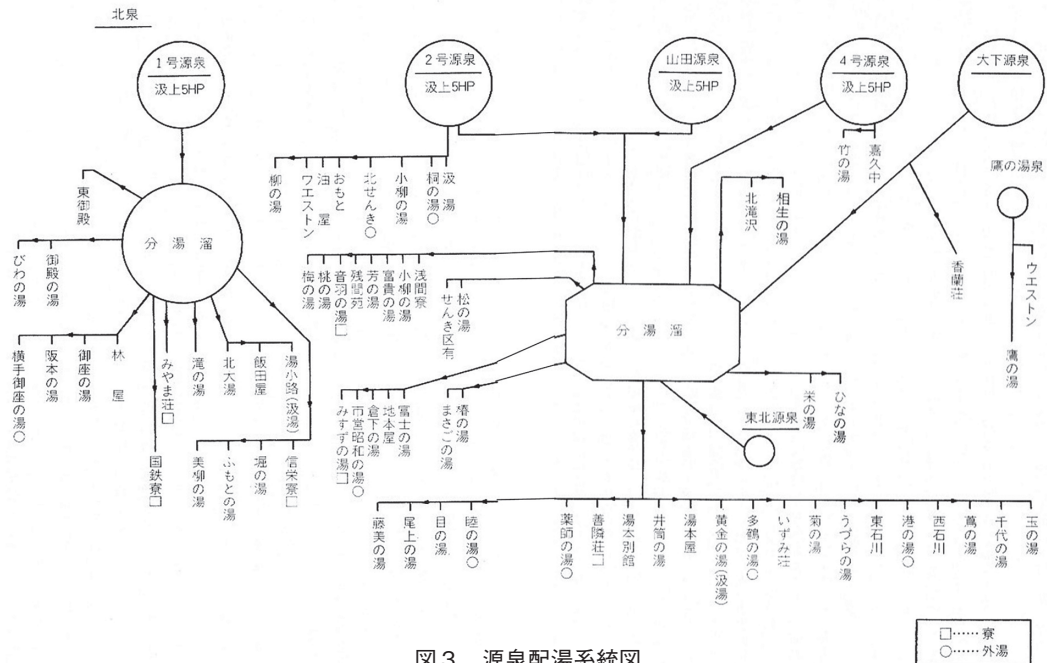 北泉
1号源泉
汲上5HP
2号源泉
汲上5HP
山田源泉
汲上5HP
4号源泉
汲上5HP
大下源泉
鷹の湯泉
竹の湯
嘉久中
ウエストン
鷹の湯
香蘭荘
北滝沢
相生の湯
柳の湯
ウエストン
油屋
おもと
北せんき○
小柳の湯
桐の湯○
汲湯
東御殿
分湯溜
びわの湯
御殿の湯
横手御座の湯○
阪本の湯
御座の湯
林屋
国鉄寮□
みやま荘□
滝の湯
北大湯
飯田屋
湯小路(汲湯)
美柳の湯
ふもとの湯
堀の湯
信栄寮□
梅の湯
桃の湯
音羽の湯□
残間苑
芳の湯
富貴の湯
小柳の湯
浅間寮
せんき区有
松の湯
分湯溜
みすずの湯□
市営昭和の湯○
倉下の湯
地本屋
富士の湯
まさごの湯
椿の湯
栄の湯
ひなの湯
東北源泉
藤美の湯
尾上の湯
目の湯
睦の湯○
薬師の湯○
善隣荘□
湯本別館
井筒の湯
湯本屋
黄金の湯(汲湯)
多鶴の湯○
いずみ荘
菊の湯
うづらの湯
東石川
港の湯○
西石川
蔦の湯
千代の湯
玉の湯
□……寮
○……外湯
図3 源泉配湯系統図